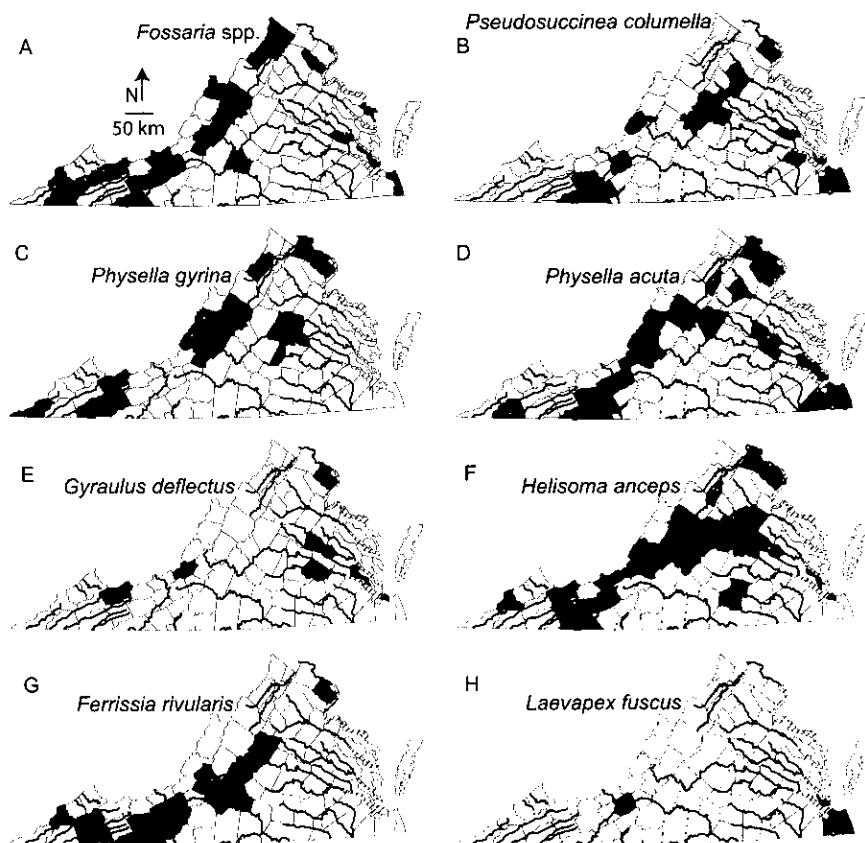 A
Fossaria spp.
N
50 km
B
Pseudosuccinea columella
C
Physella gyrina
D
Physella acuta
E
Gyraulus deflectus
F
Helisoma anceps
G
Ferrissia rivularis
H
Laevapex fuscus